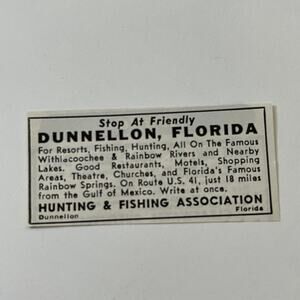 Stop At Friendly
DUNNELLON, FLORIDA
For Resorts, Fishing, Hunting, All On The Famous
Withlacoochee & Rainbow Rivers and Nearby
Lakes. Good Restaurants, Motels, Shopping
Areas, Theatre, Churches, and Florida's Famous
Rainbow Springs. On Route U.S. 41, just 18 miles
from the Gulf of Mexico. Write at once.
HUNTING & FISHING ASSOCIATION
Dunnellon Florida